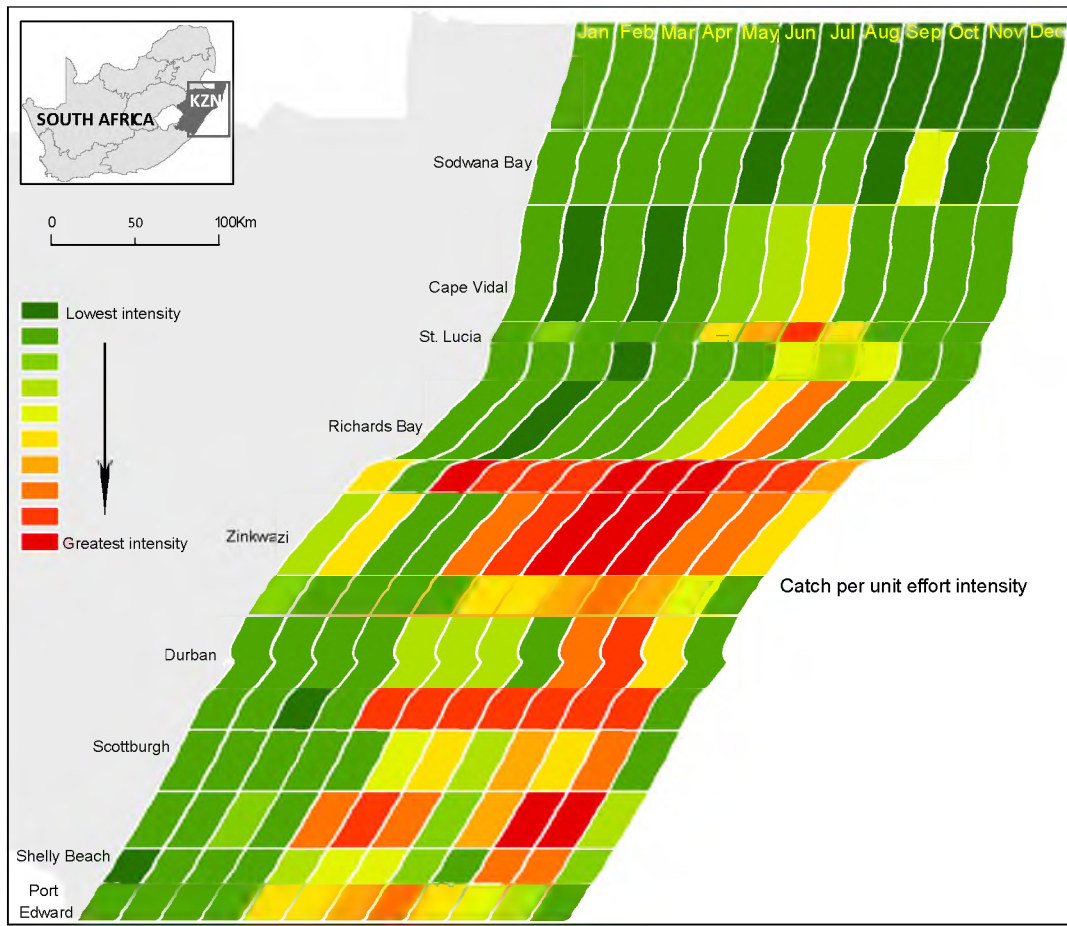 Jan Feb Mar Apr May Jun Jul Aug Sep Oct Nov Dec
KZN
SOUTH AFRICA
Sodwana Bay
0 50 100Km
Cape Vidal
Lowest intensity
St. Lucia
Richards Bay
Zinkwazi
Greatest intensity
Catch per unit effort intensity
Durban
Scottburgh
Shelly Beach
Port
Edward